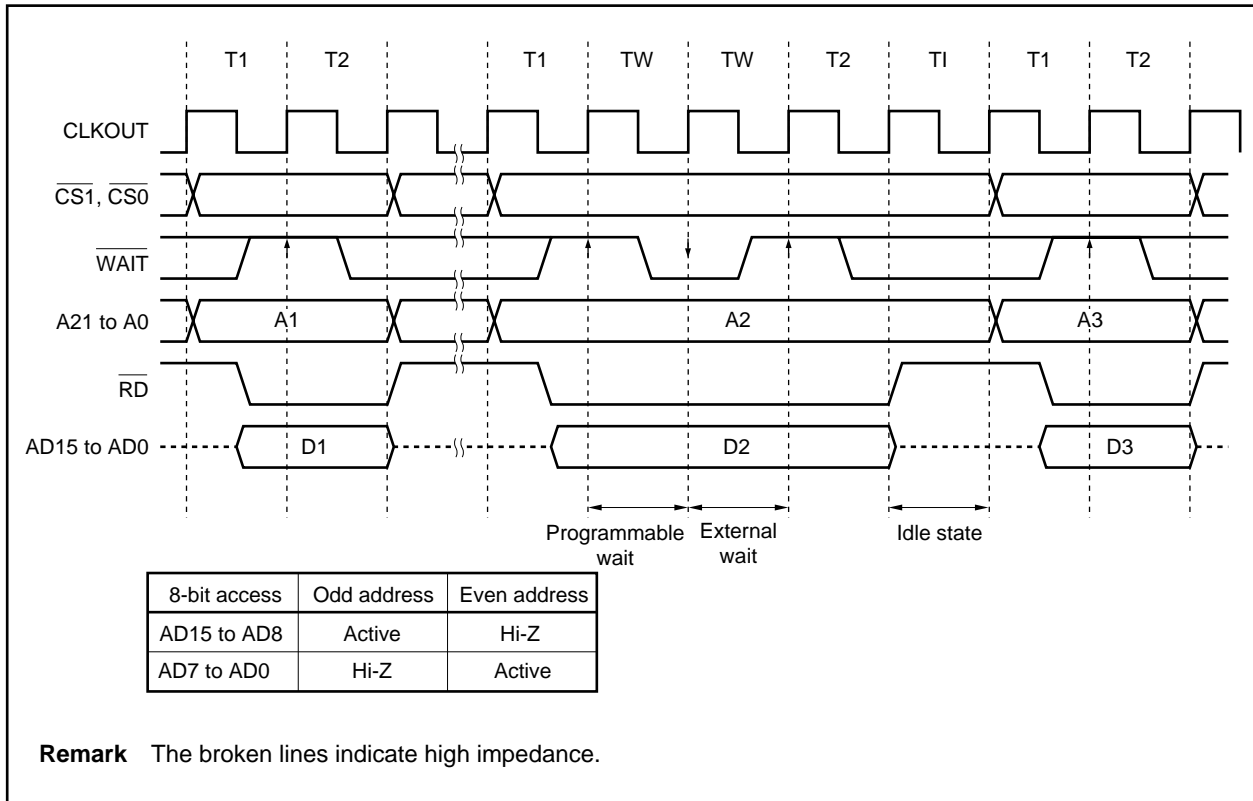 T1 T2 T1 TW TW T2 TI T1 T2
CLKOUT
CS1, CS0
WAIT
A21 to A0 A1 A2 A3
RD
AD15 to AD0 D1 D2 D3
Programmable wait
External wait
Idle state
8-bit access Odd address Even address
AD15 to AD8 Active Hi-Z
AD7 to AD0 Hi-Z Active
Remark The broken lines indicate high impedance.